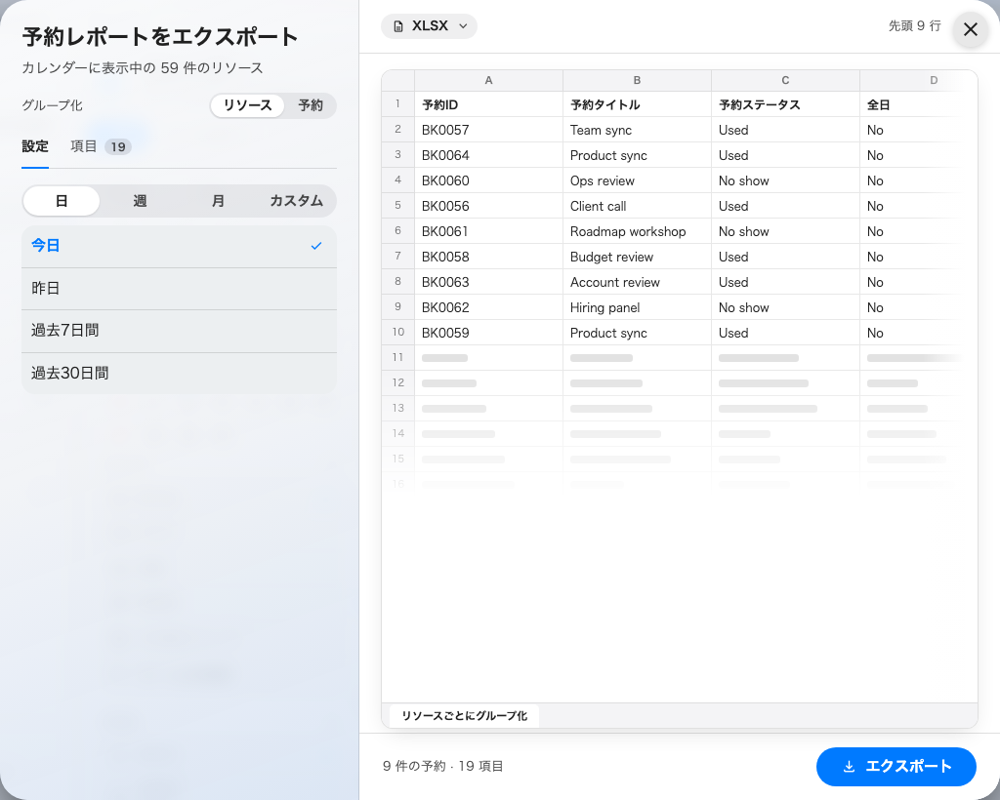 予約レポートをエクスポート
カレンダーに表示中の 59 件のリソース
グループ化 リソース 予約
設定 項目 19
日 週 月 カスタム
今日
昨日
過去7日間
過去30日間
XLSX 先頭 9 行
A B C D
1 予約ID 予約タイトル 予約ステータス 全日
2 BK0057 Team sync Used No
3 BK0064 Product sync Used No
4 BK0060 Ops review No show No
5 BK0056 Client call Used No
6 BK0061 Roadmap workshop No show No
7 BK0058 Budget review Used No
8 BK0063 Account review Used No
9 BK0062 Hiring panel No show No
10 BK0059 Product sync Used No
11
12
13
14
15
16
リソースごとにグループ化
9 件の予約 · 19 項目 エクスポート